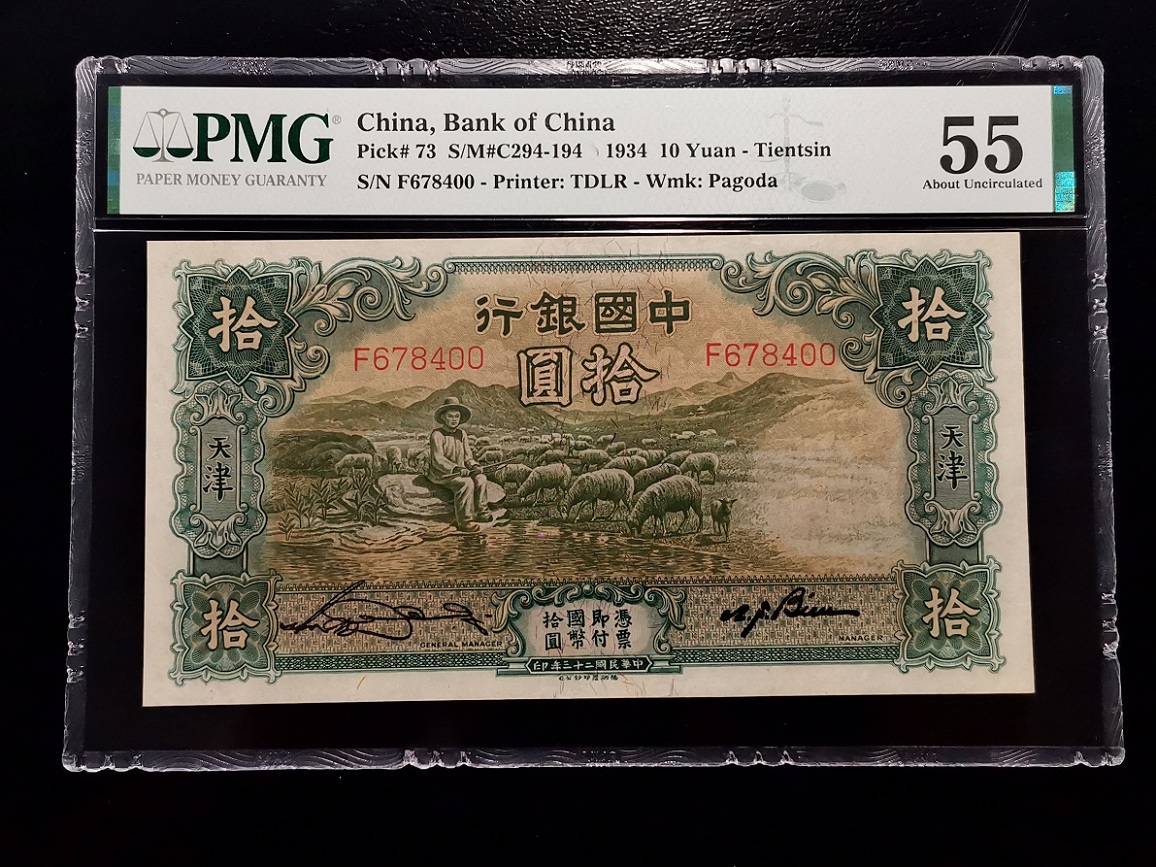 PMG®
PAPER MONEY GUARANTY
China, Bank of China
Pick# 73 S/M#C294-194 1934 10 Yuan - Tientsin
S/N F678400 - Printer: TDLR - Wmk: Pagoda
55
About Uncirculated
拾
行銀國中
拾
F678400
圓拾
F678400
天津
天津
拾國即憑
圓幣付票
GENERAL MANAGER
MANAGER
拾
拾
印年三十二國民華中